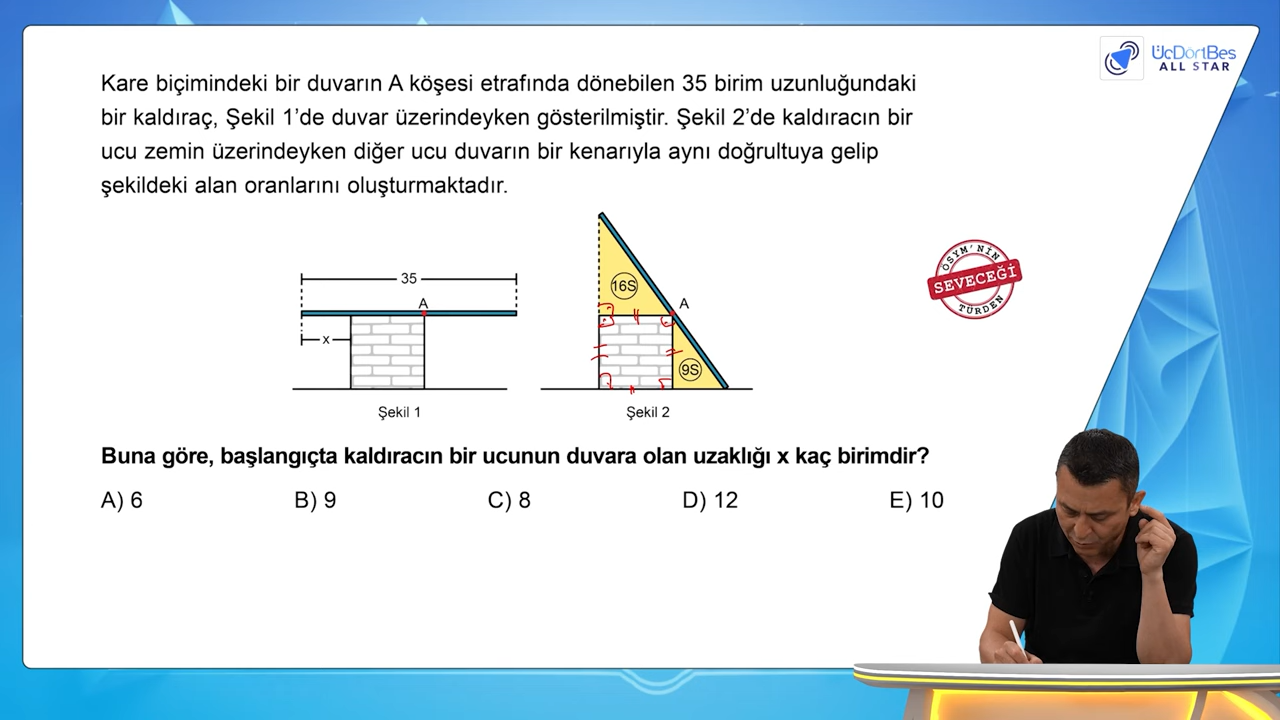 ÜçDörtBeş
ALL STAR
Kare biçimindeki bir duvarın A köşesi etrafında dönebilen 35 birim uzunluğundaki
bir kaldıraç, Şekil 1’de duvar üzerindeyken gösterilmiştir. Şekil 2’de kaldıracın bir
ucu zemin üzerindeyken diğer ucu duvarın bir kenarıyla aynı doğrultuya gelip
şekildeki alan oranlarını oluşturmaktadır.
35
A
x
Şekil 1
16S
A
9S
Şekil 2
ÖSYM’NİN
SEVECEĞİ
TÜRDEN
Buna göre, başlangıçta kaldıracın bir ucunun duvara olan uzaklığı x kaç birimdir?
A) 6 B) 9 C) 8 D) 12 E) 10